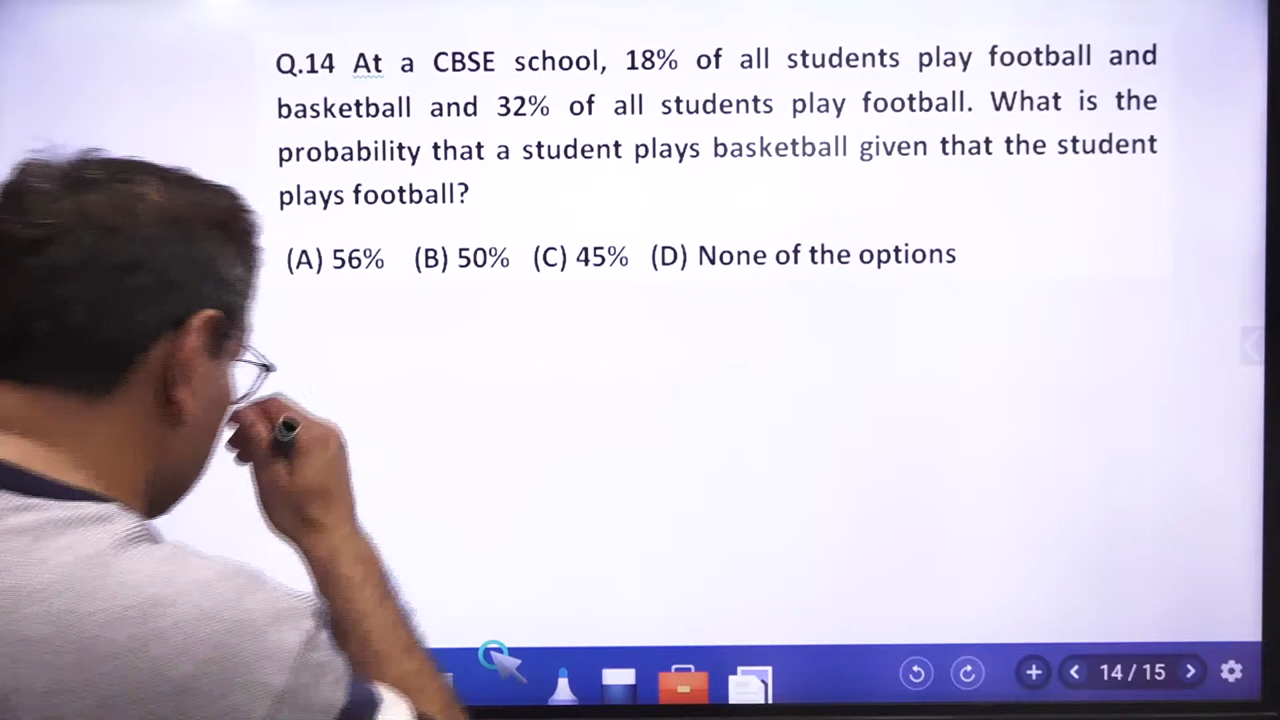 Q.14 At a CBSE school, 18% of all students play football and
basketball and 32% of all students play football. What is the
probability that a student plays basketball given that the student
plays football?
(A) 56% (B) 50% (C) 45% (D) None of the options
14 / 15